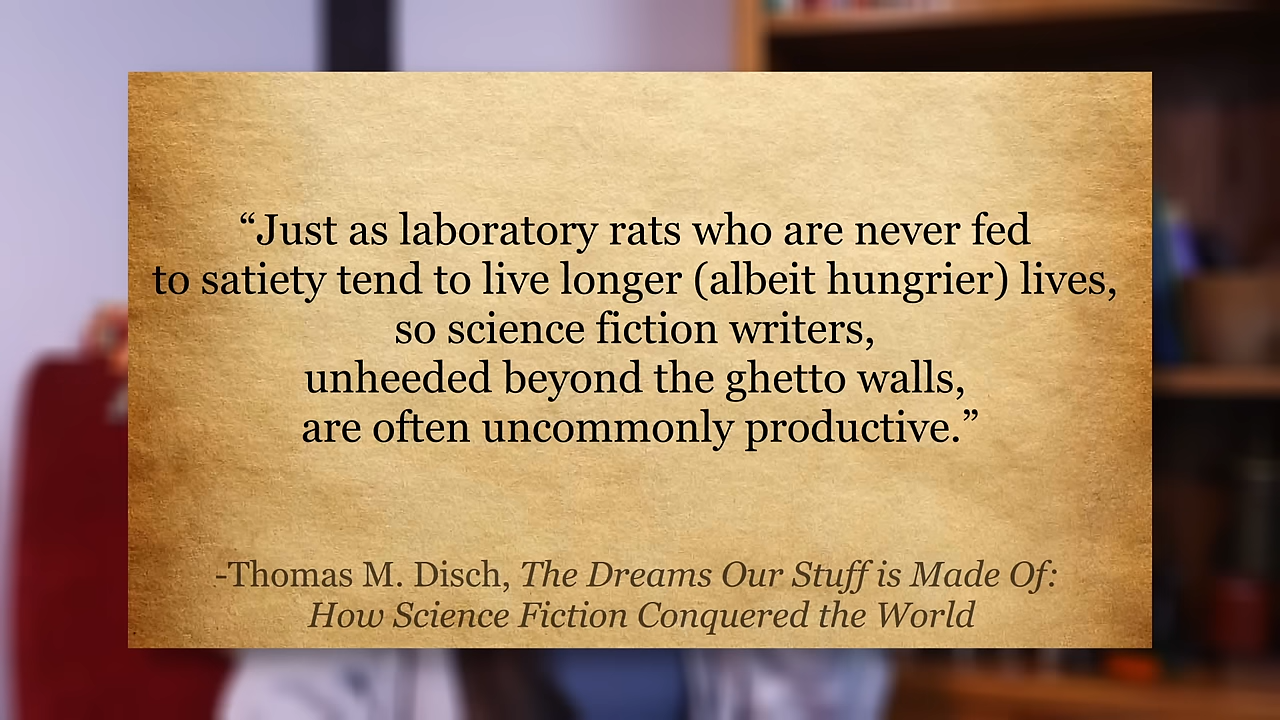 “Just as laboratory rats who are never fed
to satiety tend to live longer (albeit hungrier) lives,
so science fiction writers,
unheeded beyond the ghetto walls,
are often uncommonly productive.”
-Thomas M. Disch, The Dreams Our Stuff is Made Of:
How Science Fiction Conquered the World